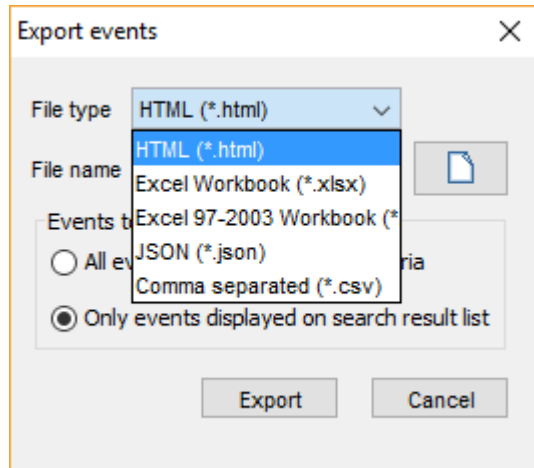 Export events
File type HTML (*.html)
HTML (*.html)
File name
Excel Workbook (*.xlsx)
Excel 97-2003 Workbook (*
Events t
JSON (*.json)
All ev ria
Comma separated (*.csv)
Only events displayed on search result list
Export Cancel